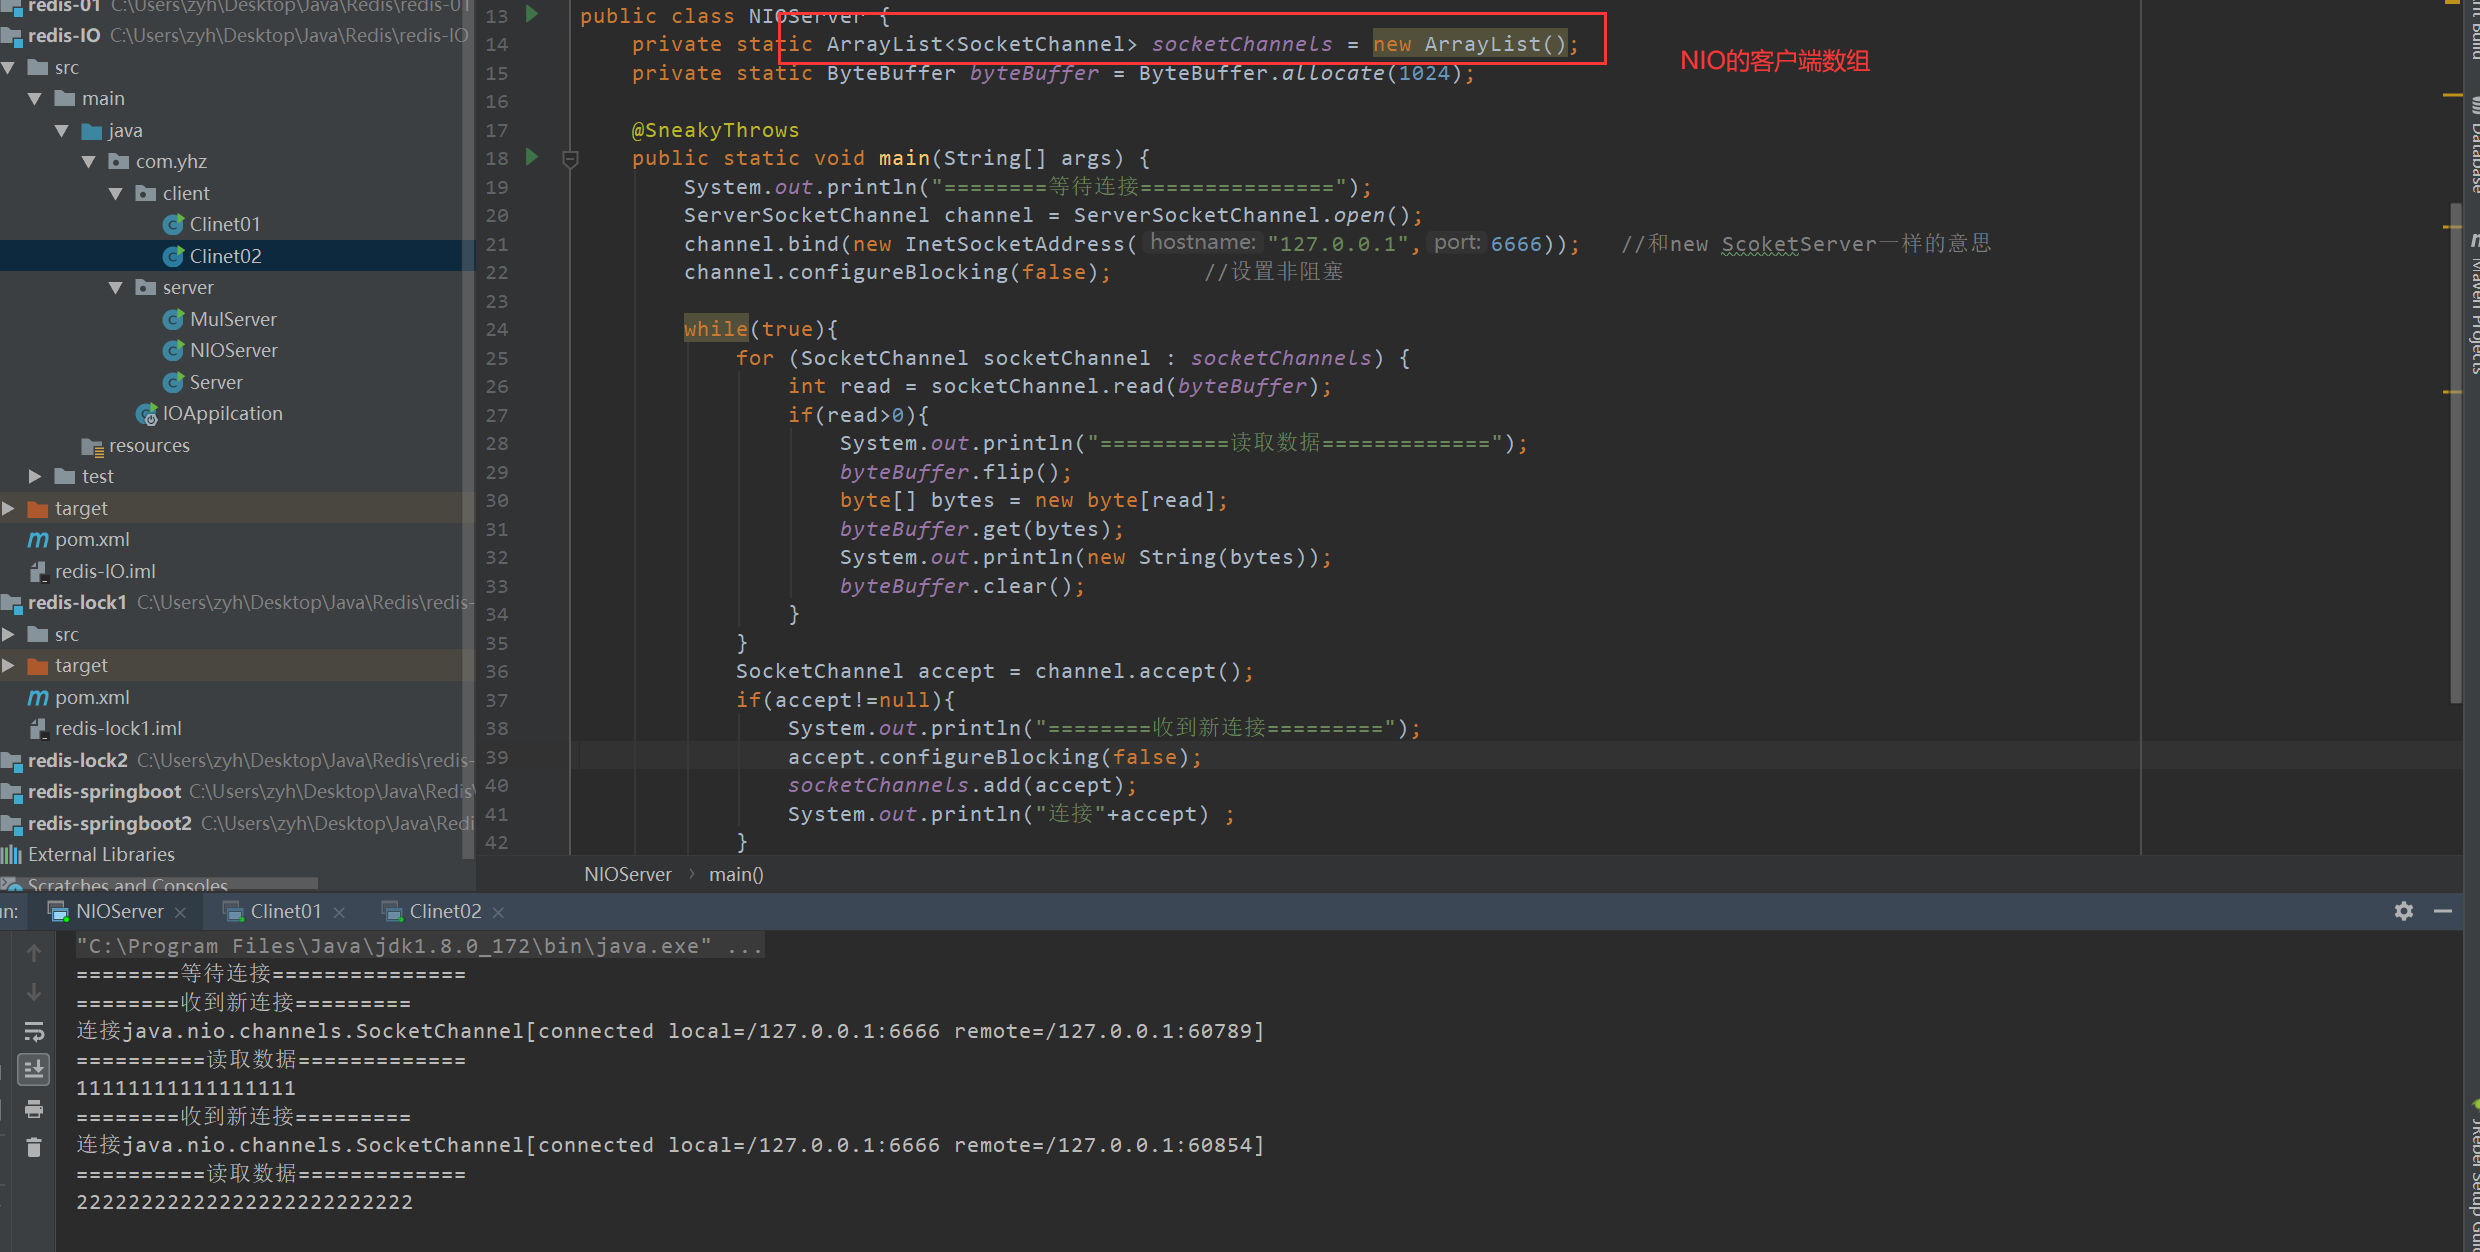 redis-01 C:\Users\zyh\Desktop\Java\Redis\redis-01
redis-IO C:\Users\zyh\Desktop\Java\Redis\redis-IO
src
main
java
com.yhz
client
Clinet01
Clinet02
server
MulServer
NIOServer
Server
IOAppilcation
resources
test
target
pom.xml
redis-IO.iml
redis-lock1 C:\Users\zyh\Desktop\Java\Redis\redis-
src
target
pom.xml
redis-lock1.iml
redis-lock2 C:\Users\zyh\Desktop\Java\Redis\redis-
redis-springboot C:\Users\zyh\Desktop\Java\Redis\
redis-springboot2 C:\Users\zyh\Desktop\Java\Redi
External Libraries
Scratches and Consoles
13 public class NIOServer {
14 private static ArrayList<SocketChannel> socketChannels = new ArrayList();
NIO的客户端数组
15 private static ByteBuffer byteBuffer = ByteBuffer.allocate(1024);
16
17 @SneakyThrows
18 public static void main(String[] args) {
19 System.out.println("========等待连接===============");
20 ServerSocketChannel channel = ServerSocketChannel.open();
21 channel.bind(new InetSocketAddress( hostname: "127.0.0.1", port: 6666)); //和new ScoketServer一样的意思
22 channel.configureBlocking(false); //设置非阻塞
23
24 while(true){
25 for (SocketChannel socketChannel : socketChannels) {
26 int read = socketChannel.read(byteBuffer);
27 if(read>0){
28 System.out.println("==========读取数据=============");
29 byteBuffer.flip();
30 byte[] bytes = new byte[read];
31 byteBuffer.get(bytes);
32 System.out.println(new String(bytes));
33 byteBuffer.clear();
34 }
35 }
36 SocketChannel accept = channel.accept();
37 if(accept!=null){
38 System.out.println("========收到新连接=========");
39 accept.configureBlocking(false);
40 socketChannels.add(accept);
41 System.out.println("连接"+accept) ;
42 }
NIOServer › main()
un: NIOServer Clinet01 Clinet02
"C:\Program Files\Java\jdk1.8.0_172\bin\java.exe" ...
========等待连接===============
========收到新连接=========
连接java.nio.channels.SocketChannel[connected local=/127.0.0.1:6666 remote=/127.0.0.1:60789]
==========读取数据=============
11111111111111111
========收到新连接=========
连接java.nio.channels.SocketChannel[connected local=/127.0.0.1:6666 remote=/127.0.0.1:60854]
==========读取数据=============
22222222222222222222222222
Database
Maven Projects